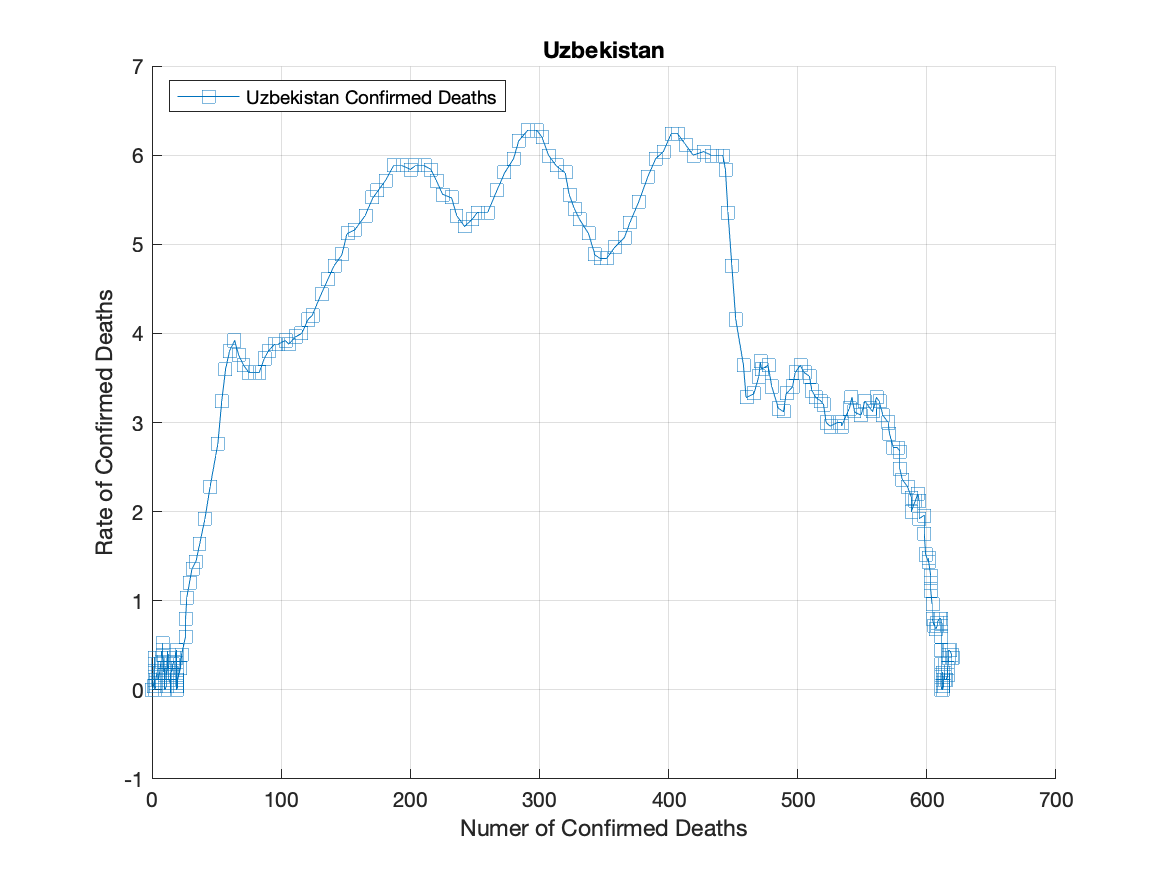 Uzbekistan
Uzbekistan Confirmed Deaths
7
6
5
4
3
2
1
0
-1
Rate of Confirmed Deaths
0 100 200 300 400 500 600 700
Numer of Confirmed Deaths